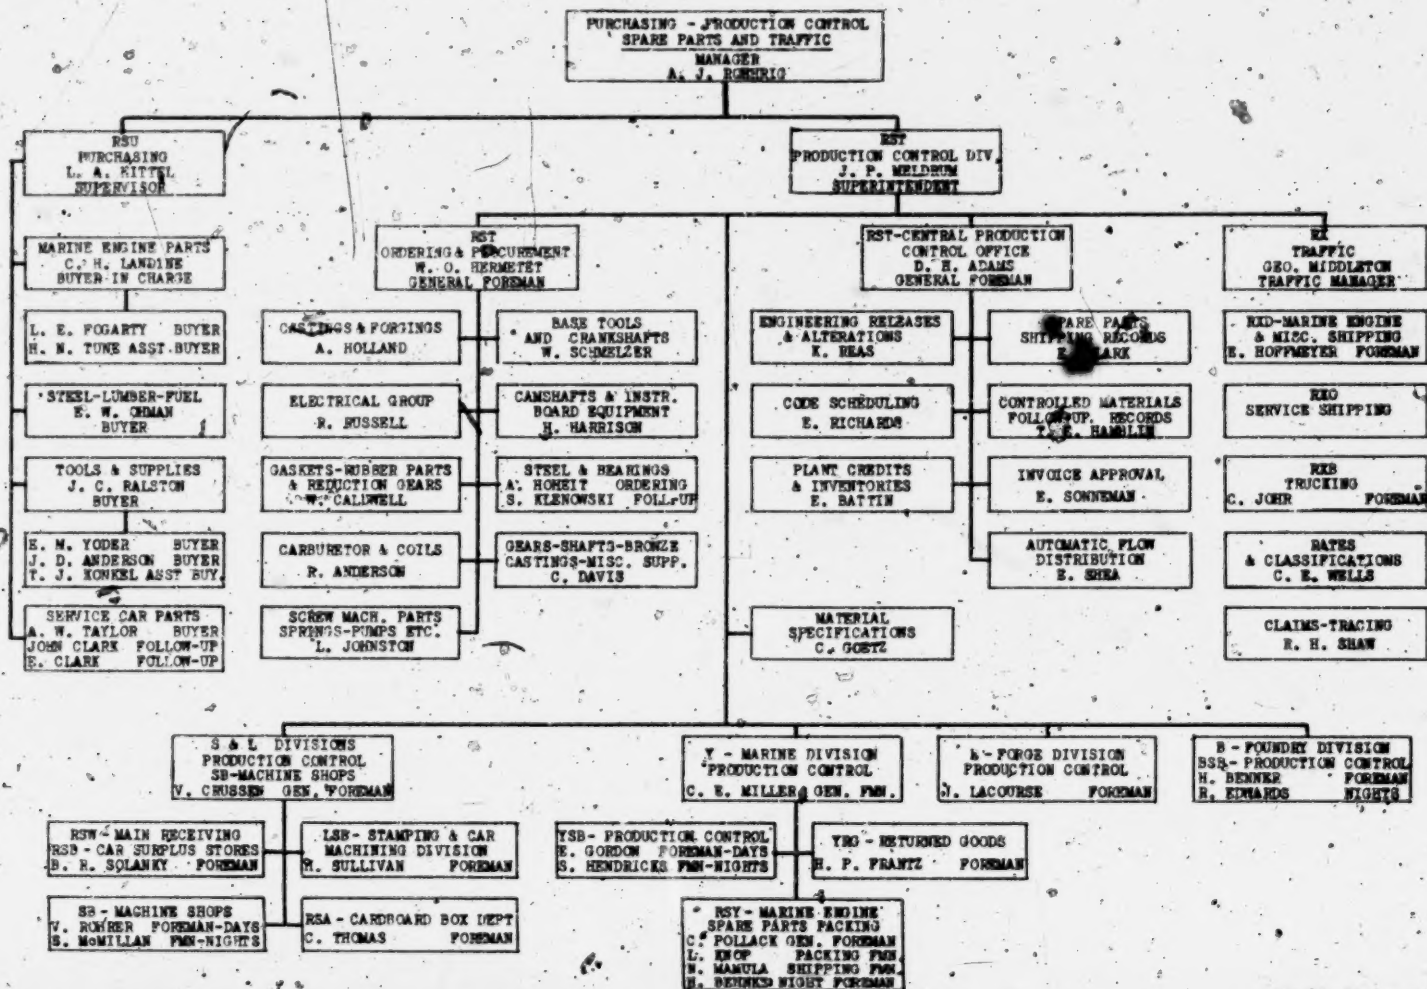 PURCHASING - PRODUCTION CONTROL
SPARE PARTS AND TRAFFIC
MANAGER
A. J. ROEHRIG
RSU
PURCHASING
L. A. KITTEL
SUPERVISOR
RST
PRODUCTION CONTROL DIV.
J. P. MELDRUM
SUPERINTENDENT
MARINE ENGINE PARTS
C. H. LANDINE
BUYER IN CHARGE
L. E. FOGARTY BUYER
H. N. TUNE ASST. BUYER
STEEL-LUMBER-FUEL
E. W. OHMAN
BUYER
TOOLS & SUPPLIES
J. C. RALSTON
BUYER
E. M. YODER BUYER
J. D. ANDERSON BUYER
T. J. KONKEL ASST BUY.
SERVICE CAR PARTS
A. W. TAYLOR BUYER
JOHN CLARK FOLLOW-UP
E. CLARK FOLLOW-UP
RST
ORDERING & PROCUREMENT
W. O. HERMETET
GENERAL FOREMAN
CASTINGS & FORGINGS
A. HOLLAND
BASE TOOLS
AND CRANKSHAFTS
W. SCHMELZER
ELECTRICAL GROUP
R. RUSSELL
CAMSHAFTS & INSTR.
BOARD EQUIPMENT
H. HARRISON
GASKETS-RUBBER PARTS
& REDUCTION GEARS
W. CALDWELL
STEEL & BEARINGS
A. HOHEIT ORDERING
S. KLENOWSKI FOLL-UP
CARBURETOR & COILS
R. ANDERSON
GEARS-SHAFTS-BRONZE
CASTINGS-MISC. SUPP.
C. DAVIS
SCREW MACH. PARTS
SPRINGS-PUMPS ETC.
L. JOHNSTON
RST-CENTRAL PRODUCTION
CONTROL OFFICE
D. H. ADAMS
GENERAL FOREMAN
ENGINEERING RELEASES
& ALTERATIONS
K. REAS
SPARE PARTS
SHIPPING RECORDS
CODE SCHEDULING
E. RICHARDS
CONTROLLED MATERIALS
FOLLOW-UP. RECORDS
HAMBLIN
PLANT CREDITS
& INVENTORIES
E. BATTIN
INVOICE APPROVAL
E. SONNEMAN
AUTOMATIC FLOW
DISTRIBUTION
E. SHEA
MATERIAL
SPECIFICATIONS
C. GOETZ
RX
TRAFFIC
GEO. MIDDLETON
TRAFFIC MANAGER
RXD-MARINE ENGINE
& MISC. SHIPPING
E. HOFFMEYER FOREMAN
SERVICE SHIPPING
RXB
TRUCKING
C. JOHR FOREMAN
RATES
& CLASSIFICATIONS
C. E. WELLS
CLAIMS-TRACING
R. H. SHAW
S & L DIVISIONS
PRODUCTION CONTROL
SB-MACHINE SHOPS
V. CRUSSEN GEN. FOREMAN
RSW - MAIN RECEIVING
RSB - CAR SURPLUS STORES
B. R. SOLANKY FOREMAN
LSB - STAMPING & CAR
MACHINING DIVISION
SULLIVAN FOREMAN
SB - MACHINE SHOPS
V. ROHRER FOREMAN-DAYS
S. McMILLAN FMN-NIGHTS
RSA - CARDBOARD BOX DEPT
C. THOMAS FOREMAN
Y - MARINE DIVISION
PRODUCTION CONTROL
C. E. MILLER GEN. FMN.
YSB - PRODUCTION CONTROL
E. GORDON FOREMAN-DAYS
S. HENDRICKS FMN-NIGHTS
YRG - RETURNED GOODS
H. P. FRANTZ FOREMAN
RSY - MARINE ENGINE
SPARE PARTS PACKING
C. POLLACK GEN. FOREMAN
L. KNOP PACKING FMN.
N. MAMULA SHIPPING FMN.
NIGHT FOREMAN
FORGE DIVISION
PRODUCTION CONTROL
LACOURSE FOREMAN
B - FOUNDRY DIVISION
BSB - PRODUCTION CONTROL
H. BENNER FOREMAN
R. EDWARDS NIGHTS